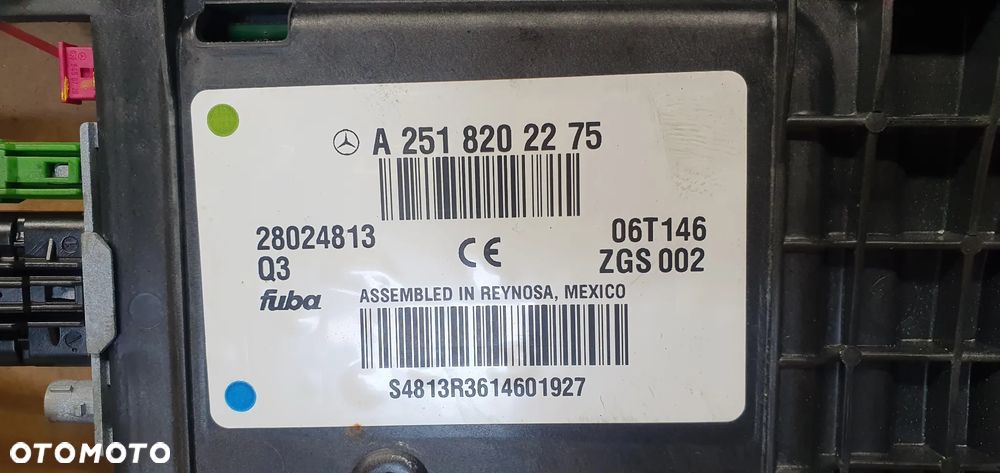 A 251 820 22 75
28024813
06T146
Q3
CE
ZGS 002
fuba
ASSEMBLED IN REYNOSA, MEXICO
S4813R3614601927
OTOMOTO